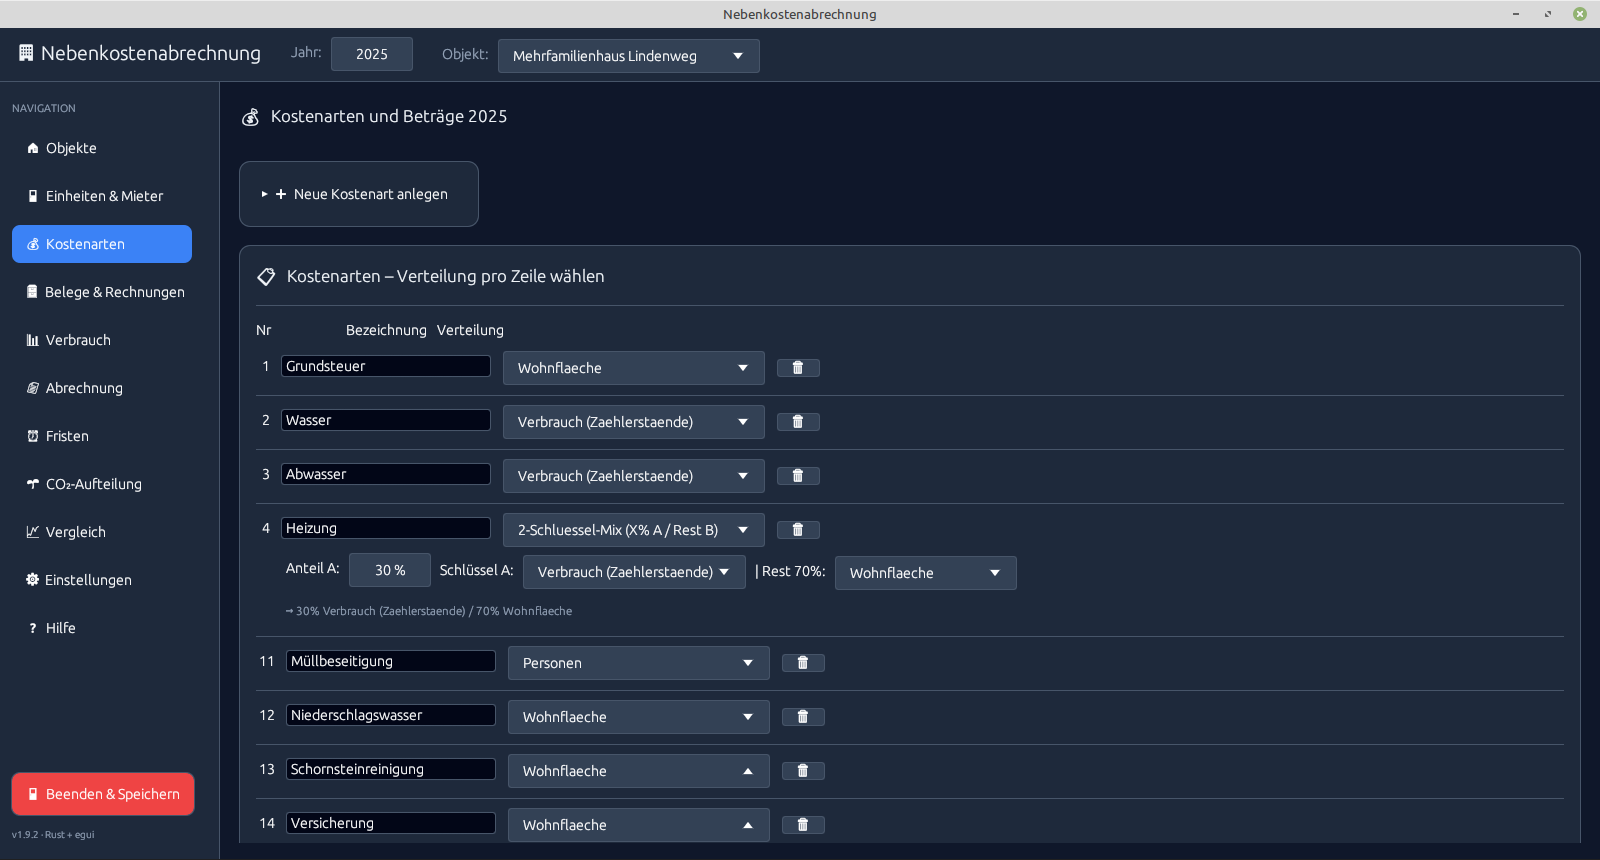 Nebenkostenabrechnung
Nebenkostenabrechnung Jahr: 2025 Objekt: Mehrfamilienhaus Lindenweg
NAVIGATION
Objekte
Einheiten & Mieter
Kostenarten
Belege & Rechnungen
Verbrauch
Abrechnung
Fristen
CO₂-Aufteilung
Vergleich
Einstellungen
? Hilfe
Beenden & Speichern
v1.9.2 · Rust + egui
Kostenarten und Beträge 2025
+ Neue Kostenart anlegen
Kostenarten – Verteilung pro Zeile wählen
Nr Bezeichnung Verteilung
1 Grundsteuer Wohnflaeche
2 Wasser Verbrauch (Zaehlerstaende)
3 Abwasser Verbrauch (Zaehlerstaende)
4 Heizung 2-Schluessel-Mix (X% A / Rest B)
Anteil A: 30 % Schlüssel A: Verbrauch (Zaehlerstaende) | Rest 70%: Wohnflaeche
→ 30% Verbrauch (Zaehlerstaende) / 70% Wohnflaeche
11 Müllbeseitigung Personen
12 Niederschlagswasser Wohnflaeche
13 Schornsteinreinigung Wohnflaeche
14 Versicherung Wohnflaeche